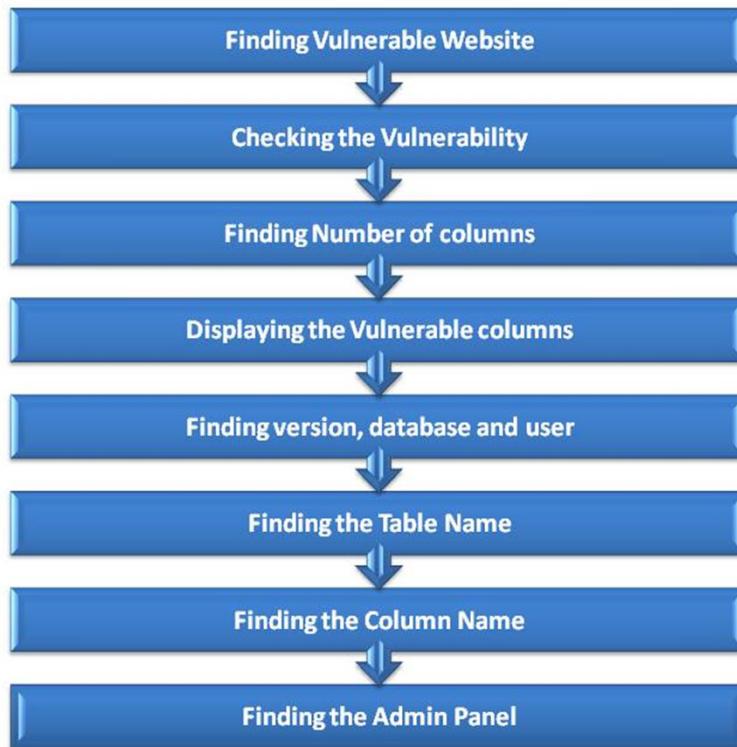 Finding Vulnerable Website
Checking the Vulnerability
Finding Number of columns
Displaying the Vulnerable columns
Finding version, database and user
Finding the Table Name
Finding the Column Name
Finding the Admin Panel